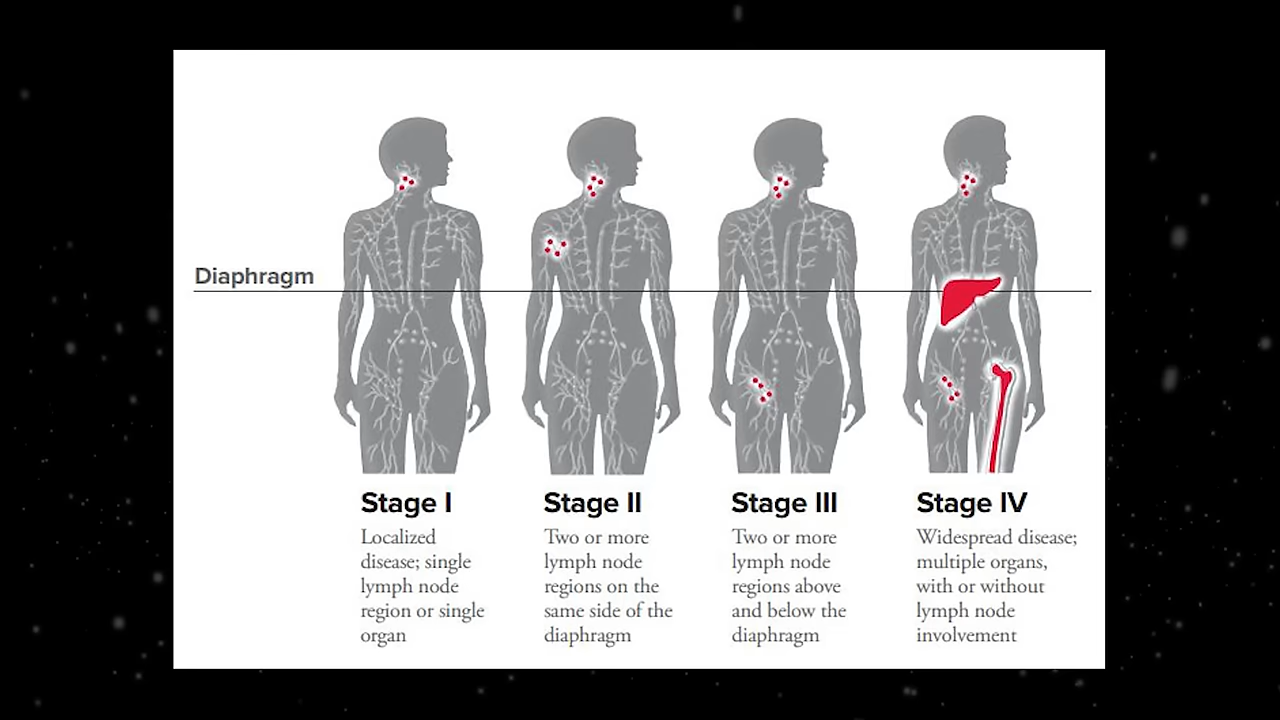 Diaphragm
Stage I
Localized
disease; single
lymph node
region or single
organ
Stage II
Two or more
lymph node
regions on the
same side of the
diaphragm
Stage III
Two or more
lymph node
regions above
and below the
diaphragm
Stage IV
Widespread disease;
multiple organs,
with or without
lymph node
involvement